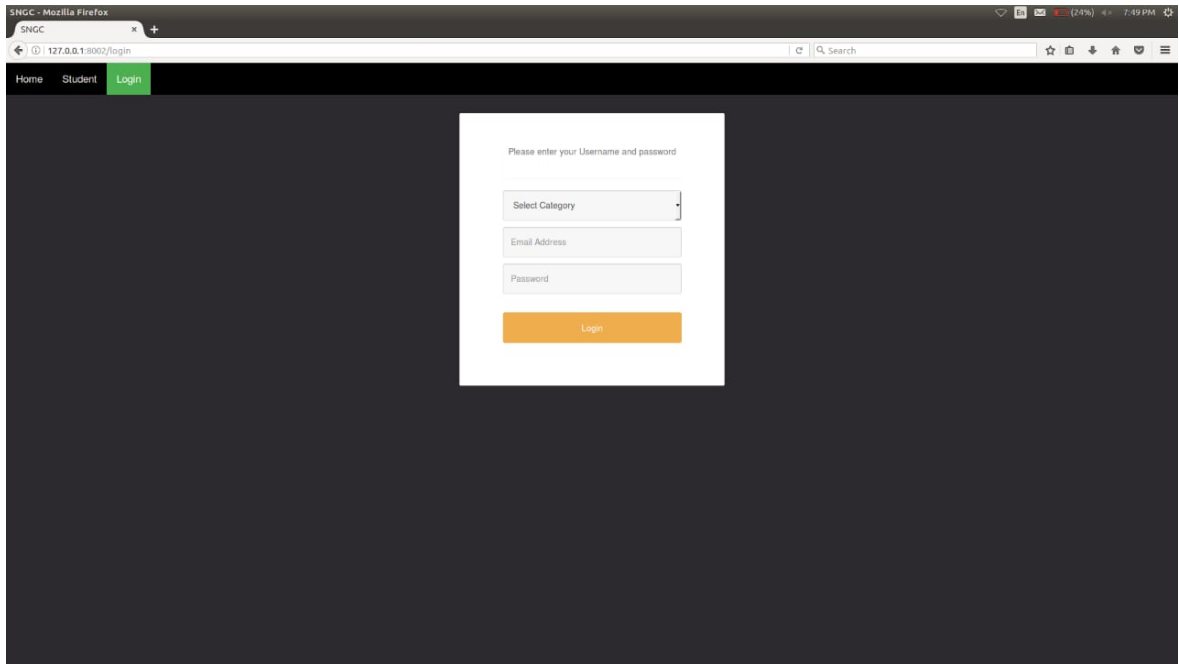 SNGC - Mozilla Firefox
En (24%) 7:49 PM
SNGC × +
127.0.0.1:8002/login
Search
Home Student Login
Please enter your Username and password
Select Category
Email Address
Password
Login